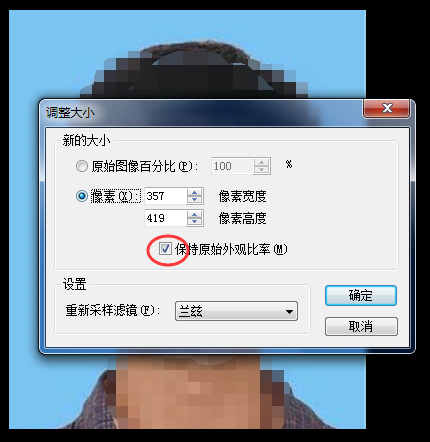 调整大小
新的大小
原始图像百分比(P): 100 %
像素(X): 357 像素宽度
419 像素高度
保持原始外观比率(M)
设置
重新采样滤镜(F): 兰兹
确定
取消